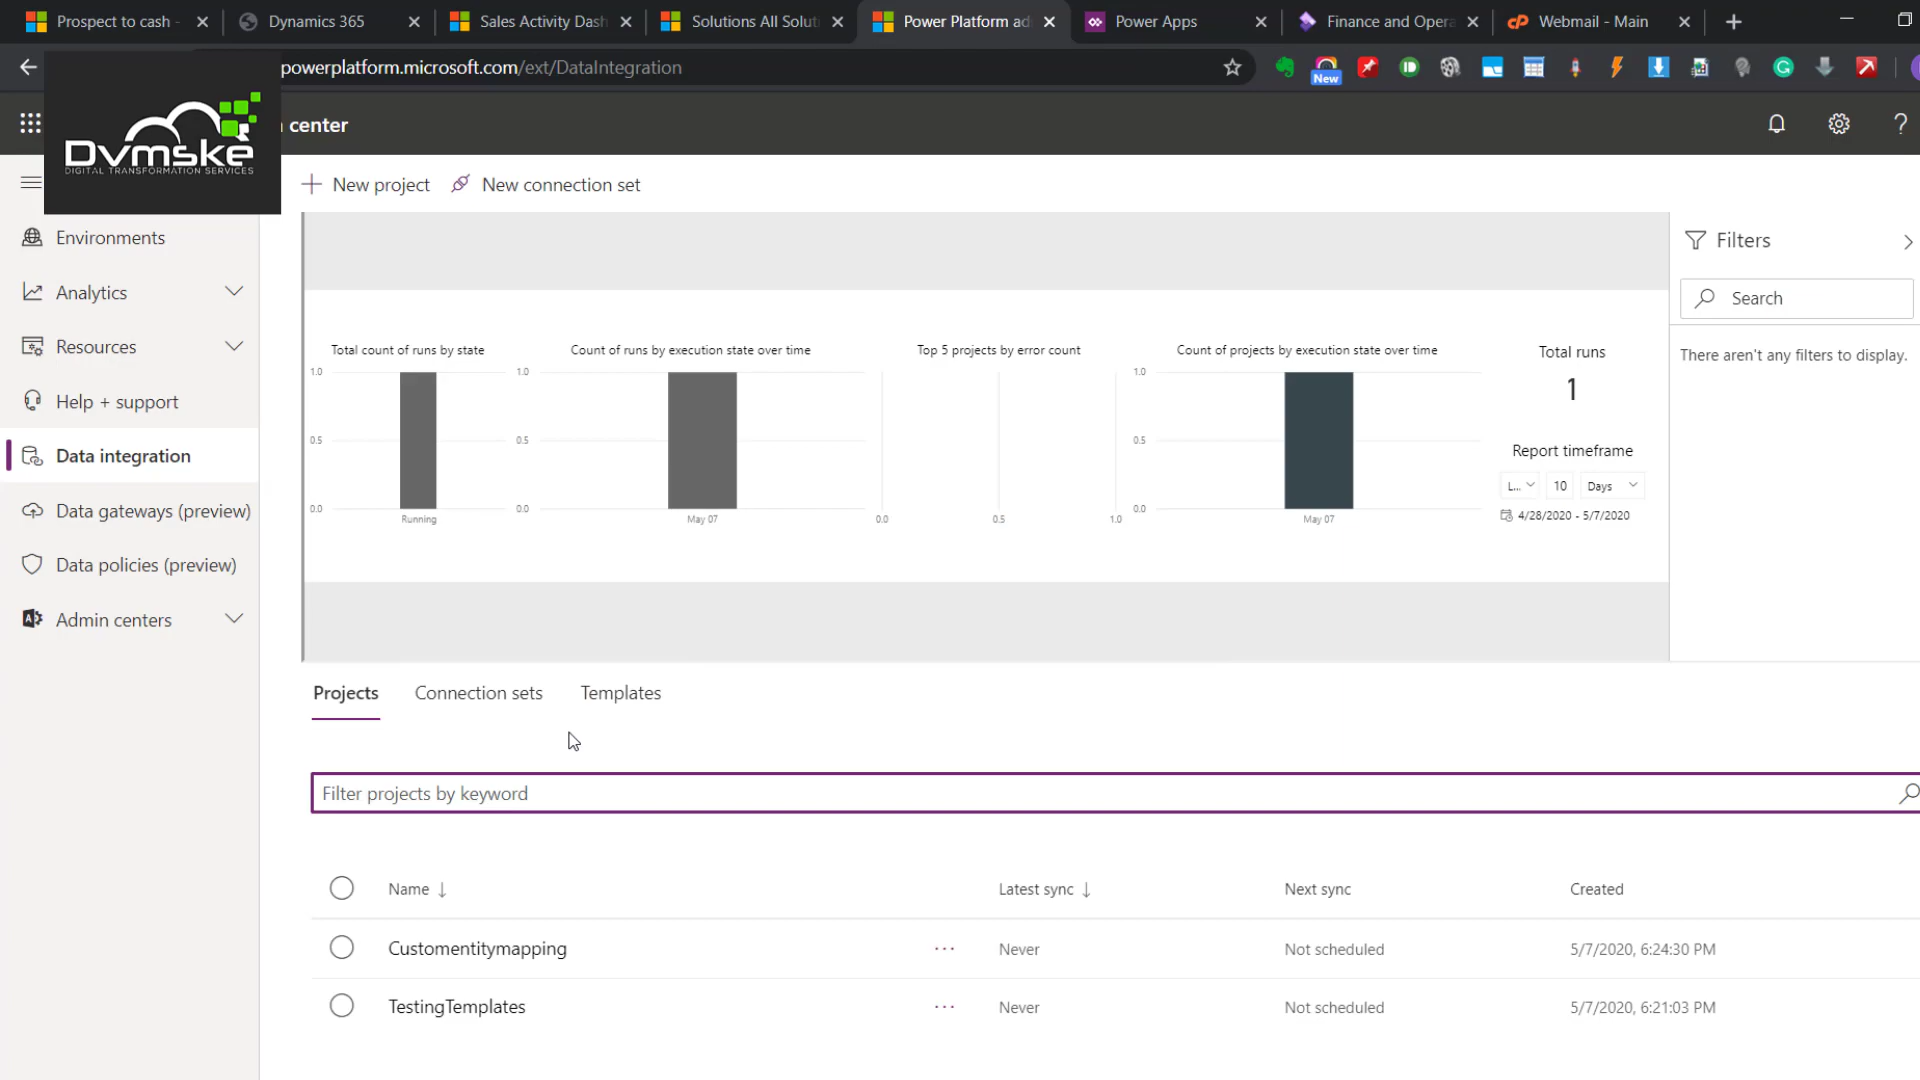 Prospect to cash -
Dynamics 365
Sales Activity Dash
Solutions All Soluti
Power Platform ad
Power Apps
Finance and Opera
Webmail - Main
powerplatform.microsoft.com/ext/DataIntegration
New
Dvmske
DIGITAL TRANSFORMATION SERVICES
center
New project
New connection set
Environments
Analytics
Resources
Help + support
Data integration
Data gateways (preview)
Data policies (preview)
Admin centers
Filters
Search
There aren't any filters to display.
Total count of runs by state
1.0
0.5
0.0
Running
Count of runs by execution state over time
1.0
0.5
0.0
May 07
Top 5 projects by error count
0.0
0.5
1.0
Count of projects by execution state over time
1.0
0.5
0.0
May 07
Total runs
1
Report timeframe
L... 10 Days
4/28/2020 - 5/7/2020
Projects
Connection sets
Templates
Filter projects by keyword
Name ↓ Latest sync ↓ Next sync Created
Customentitymapping ... Never Not scheduled 5/7/2020, 6:24:30 PM
TestingTemplates ... Never Not scheduled 5/7/2020, 6:21:03 PM